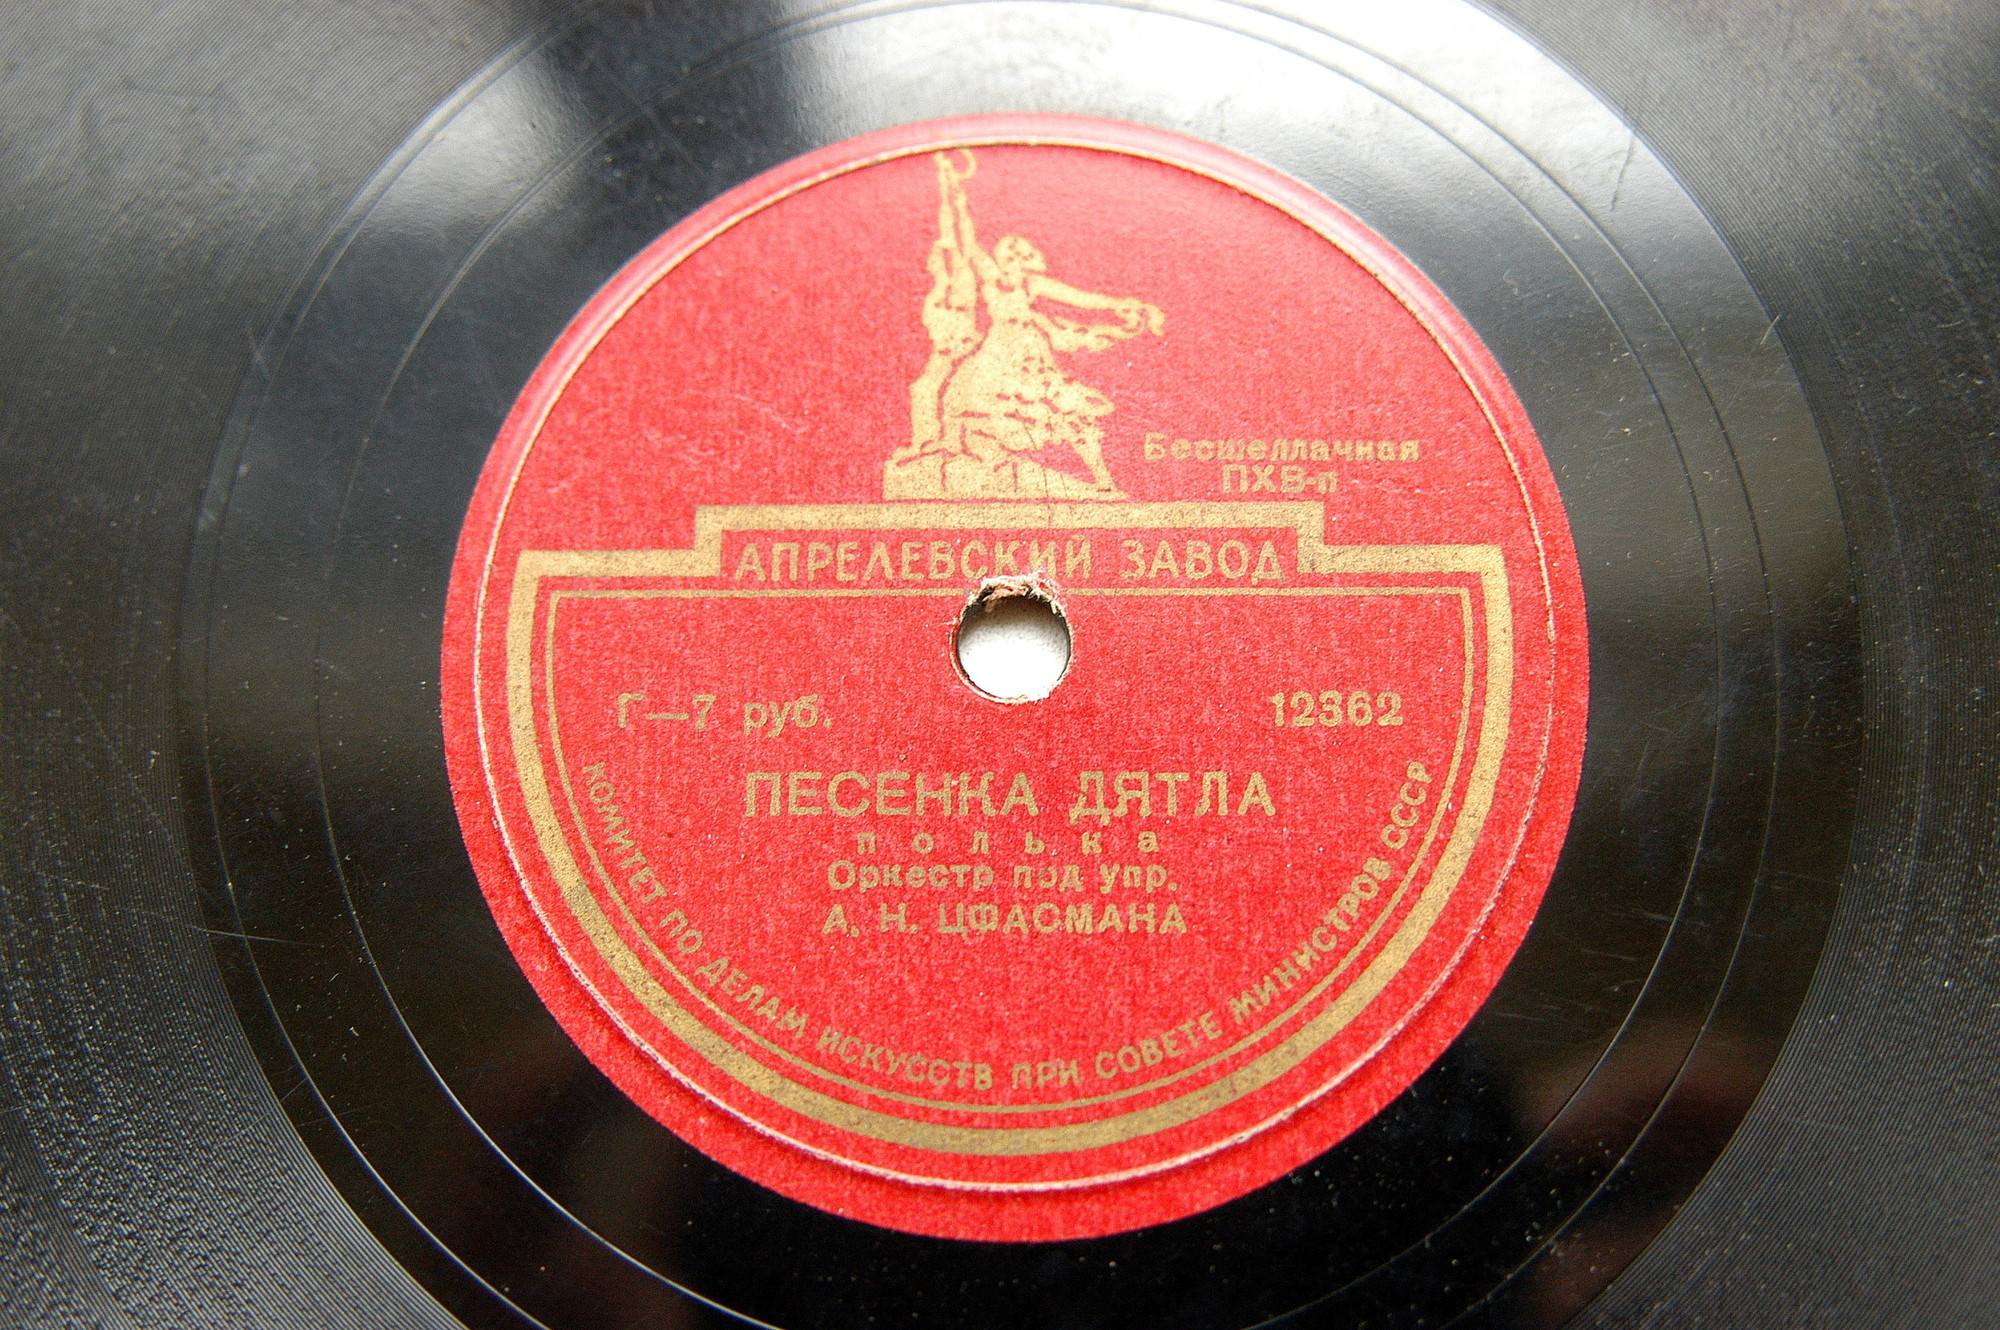 Бесшеллачная
ПХВ-п
АПРЕЛЕВСКИЙ ЗАВОД
Г—7 руб. 12362
ПЕСЕНКА ДЯТЛА
полька
Оркестр под упр.
А. Н. ЦФАСМАНА
КОМИТЕТ ПО ДЕЛАМ ИСКУССТВ ПРИ СОВЕТЕ МИНИСТРОВ СССР